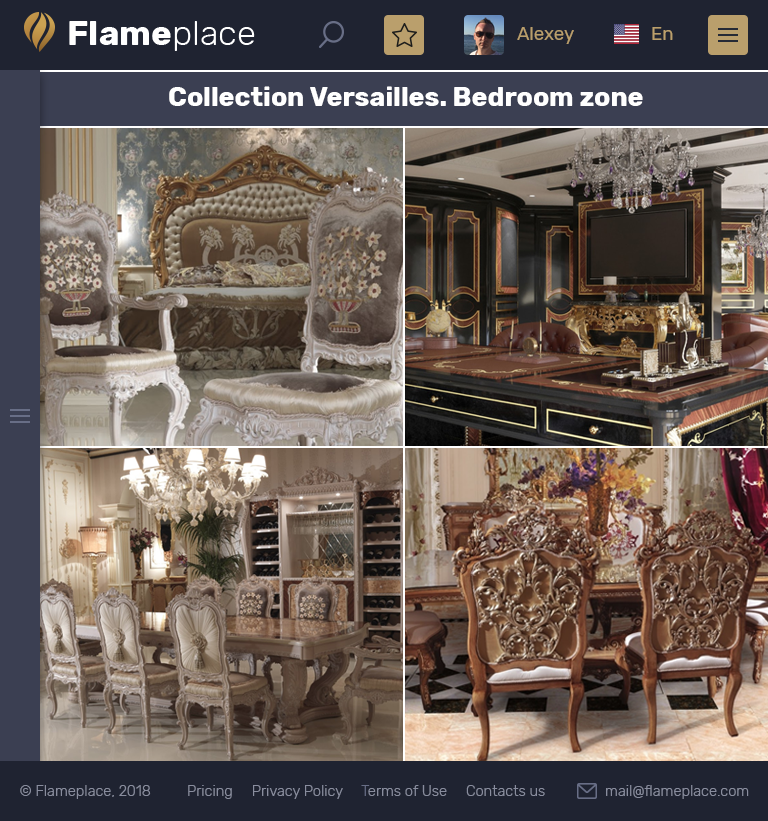 Flameplace
Alexey
En
Collection Versailles. Bedroom zone
© Flameplace, 2018
Pricing
Privacy Policy
Terms of Use
Contacts us
mail@flameplace.com